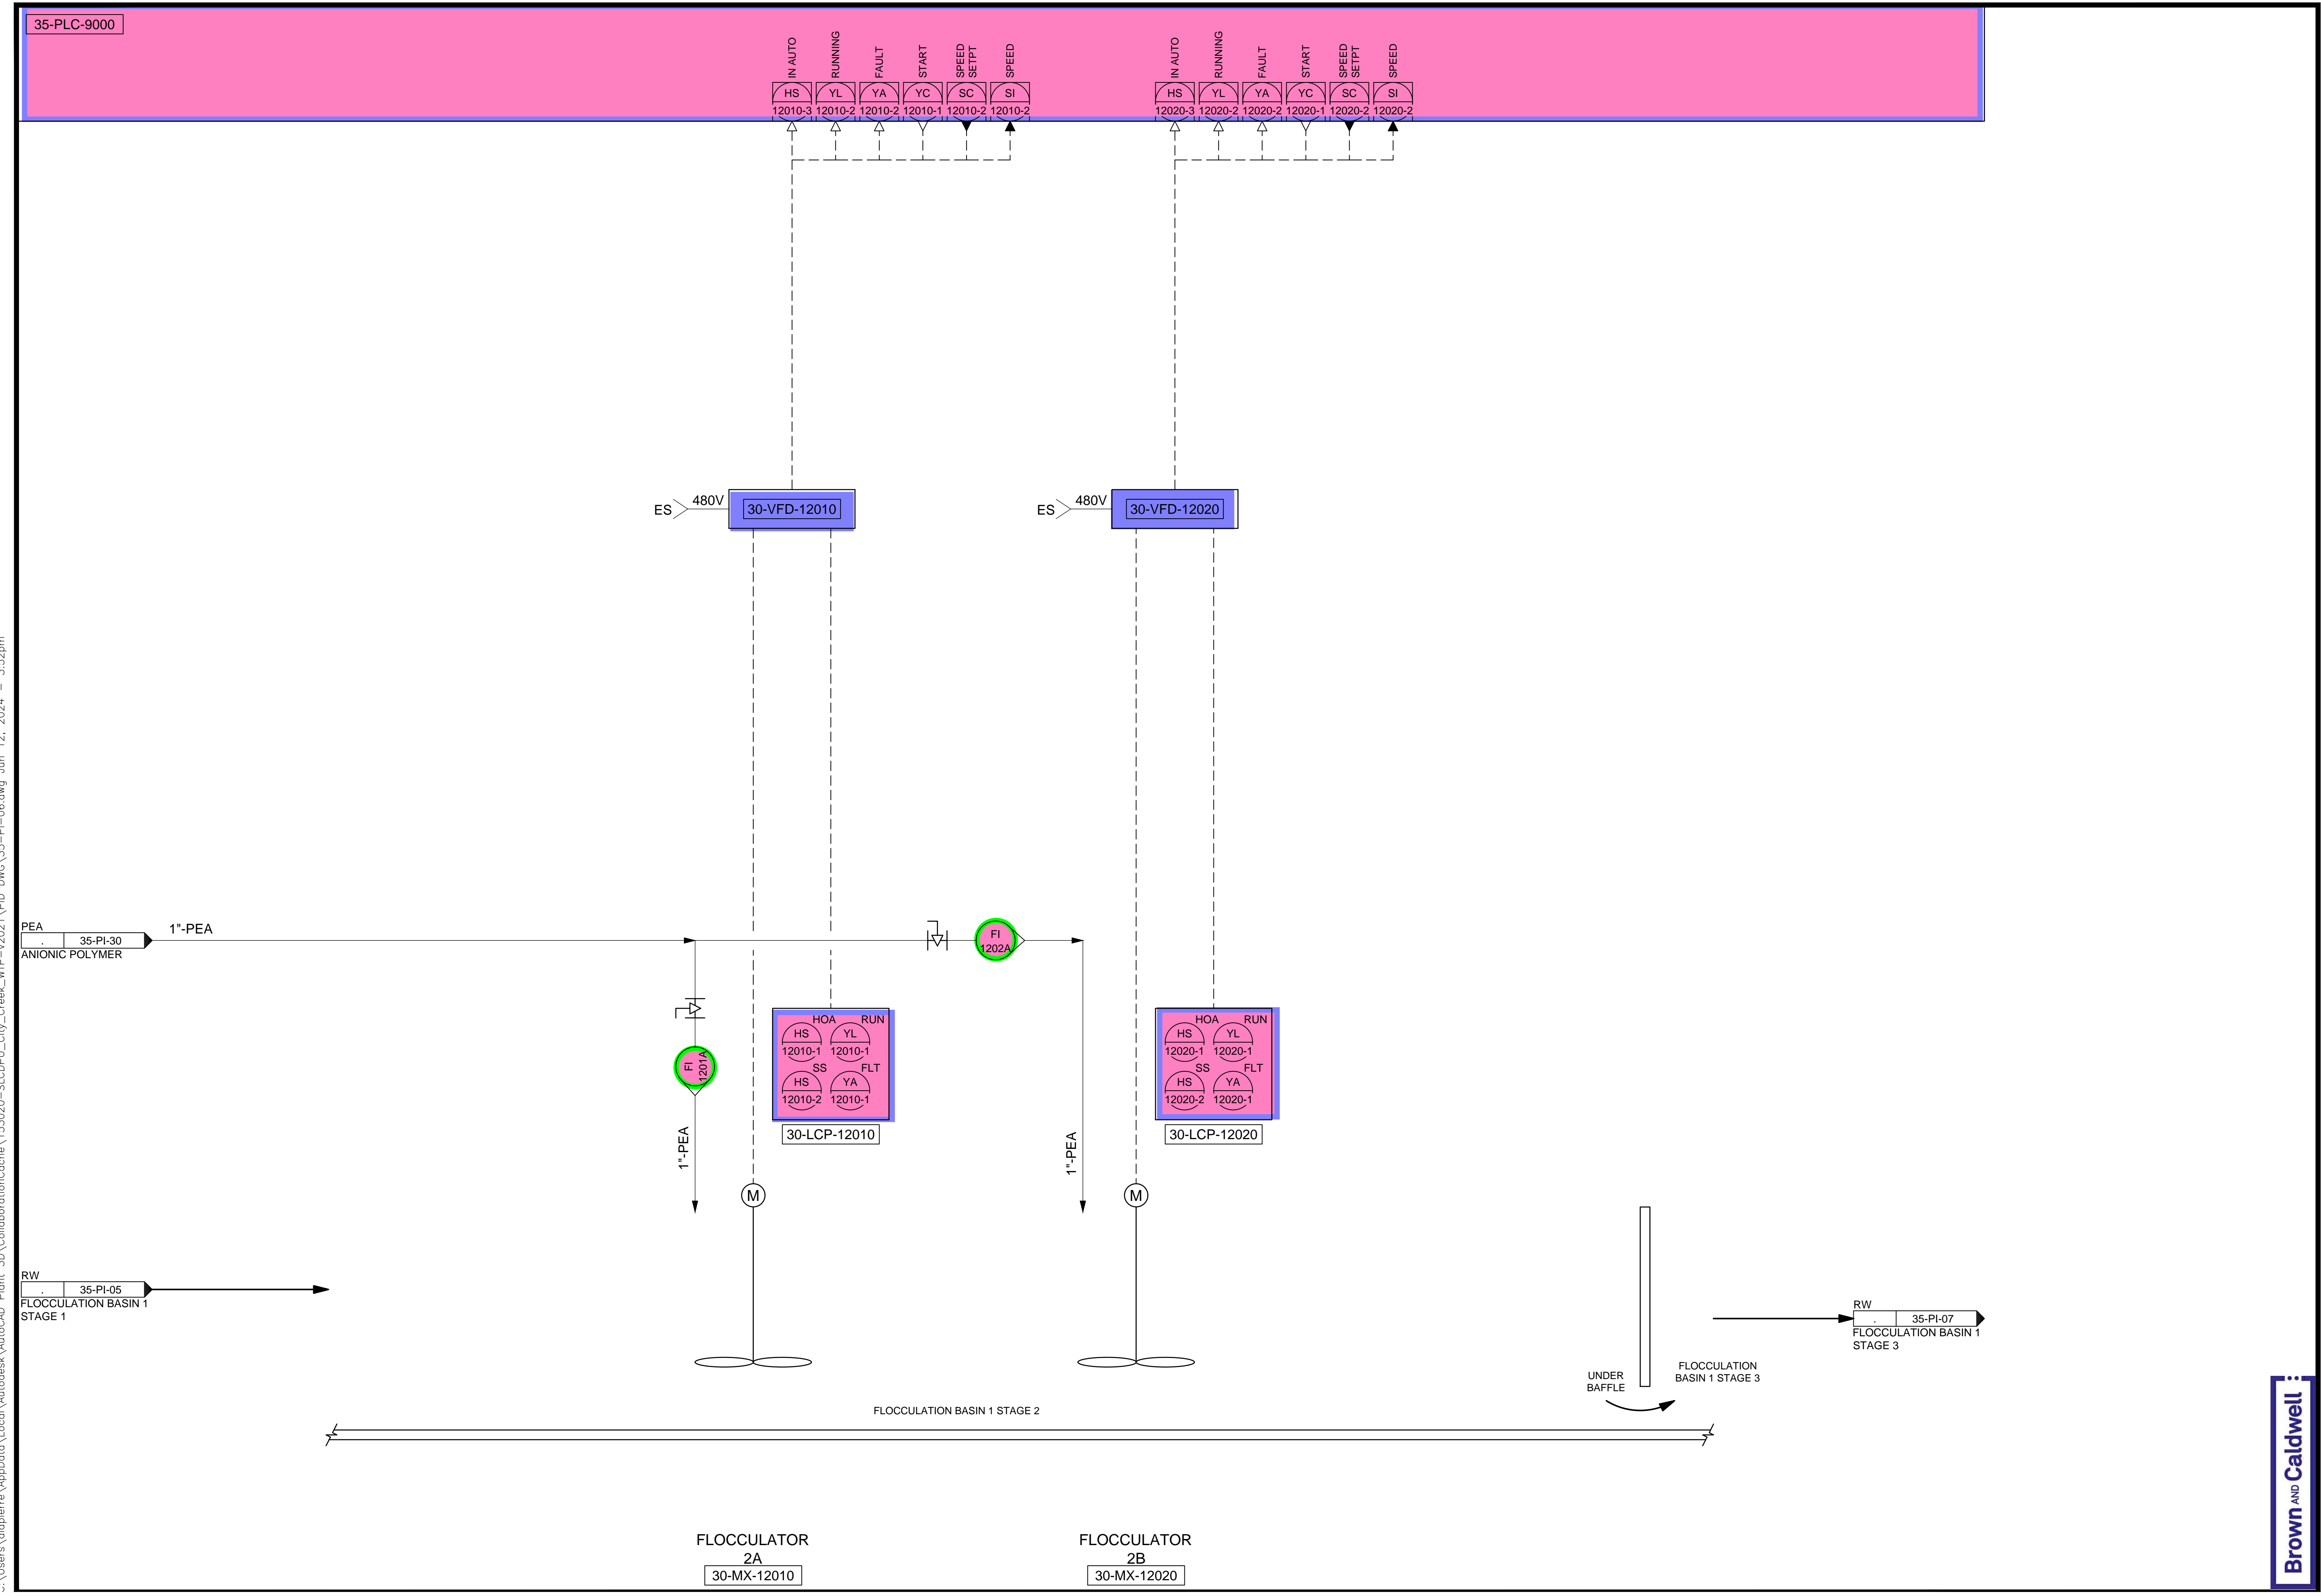 35-PLC-9000
IN AUTO
RUNNING
FAULT
START
SPEED
SETPT
SPEED
HS
12010-3
YL
12010-2
YA
12010-2
YC
12010-1
SC
12010-2
SI
12010-2
IN AUTO
RUNNING
FAULT
START
SPEED
SETPT
SPEED
HS
12020-3
YL
12020-2
YA
12020-2
YC
12020-1
SC
12020-2
SI
12020-2
ES
480V
30-VFD-12010
ES
480V
30-VFD-12020
PEA
. 35-PI-30
ANIONIC POLYMER
1"-PEA
FI
1202A
FI
1201A
HOA RUN
HS YL
12010-1 12010-1
SS FLT
HS YA
12010-2 12010-1
30-LCP-12010
HOA RUN
HS YL
12020-1 12020-1
SS FLT
HS YA
12020-2 12020-1
30-LCP-12020
1"-PEA
1"-PEA
M
M
RW
. 35-PI-05
FLOCCULATION BASIN 1
STAGE 1
RW
. 35-PI-07
FLOCCULATION BASIN 1
STAGE 3
UNDER
BAFFLE
FLOCCULATION
BASIN 1 STAGE 3
FLOCCULATION BASIN 1 STAGE 2
FLOCCULATOR
2A
30-MX-12010
FLOCCULATOR
2B
30-MX-12020
Brown AND Caldwell